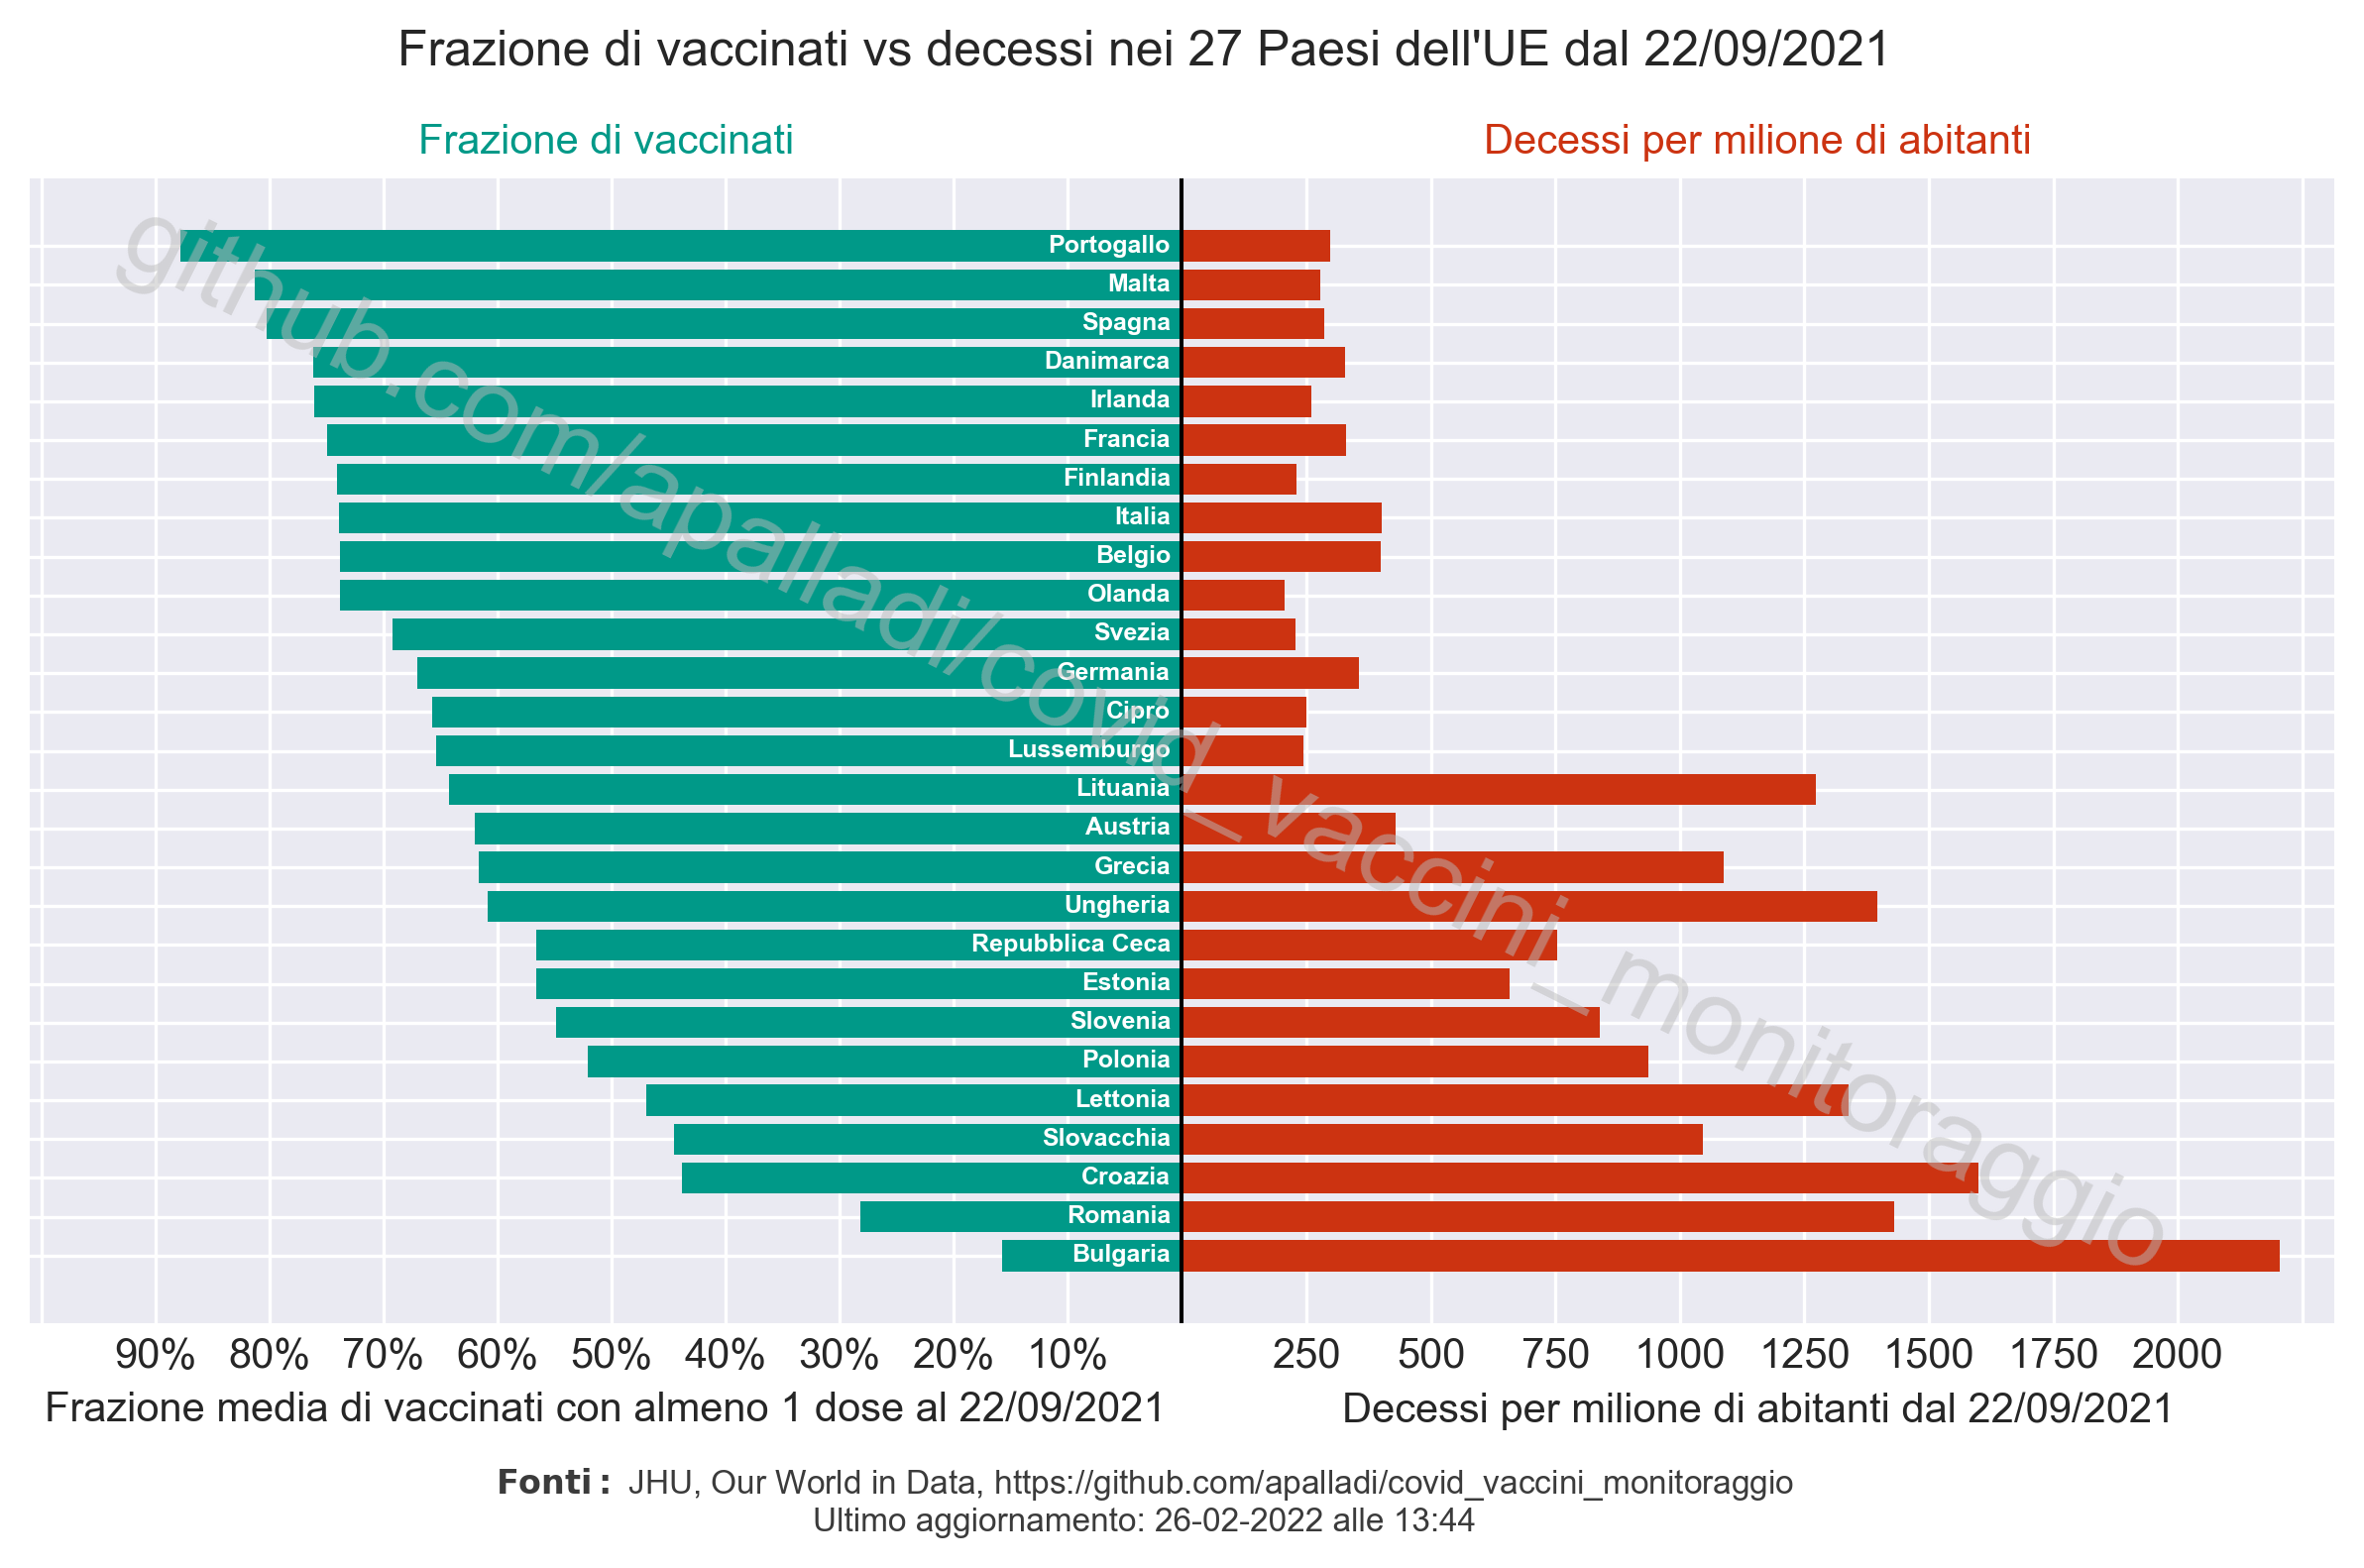 Frazione di vaccinati vs decessi nei 27 Paesi dell'UE dal 22/09/2021
Frazione di vaccinati
Decessi per milione di abitanti
github.com/apalladi/covid_vaccini_monitoraggio
Portogallo
Malta
Spagna
Danimarca
Irlanda
Francia
Finlandia
Italia
Belgio
Olanda
Svezia
Germania
Cipro
Lussemburgo
Lituania
Austria
Grecia
Ungheria
Repubblica Ceca
Estonia
Slovenia
Polonia
Lettonia
Slovacchia
Croazia
Romania
Bulgaria
90% 80% 70% 60% 50% 40% 30% 20% 10% 250 500 750 1000 1250 1500 1750 2000
Frazione media di vaccinati con almeno 1 dose al 22/09/2021
Decessi per milione di abitanti dal 22/09/2021
Fonti: JHU, Our World in Data, https://github.com/apalladi/covid_vaccini_monitoraggio
Ultimo aggiornamento: 26-02-2022 alle 13:44